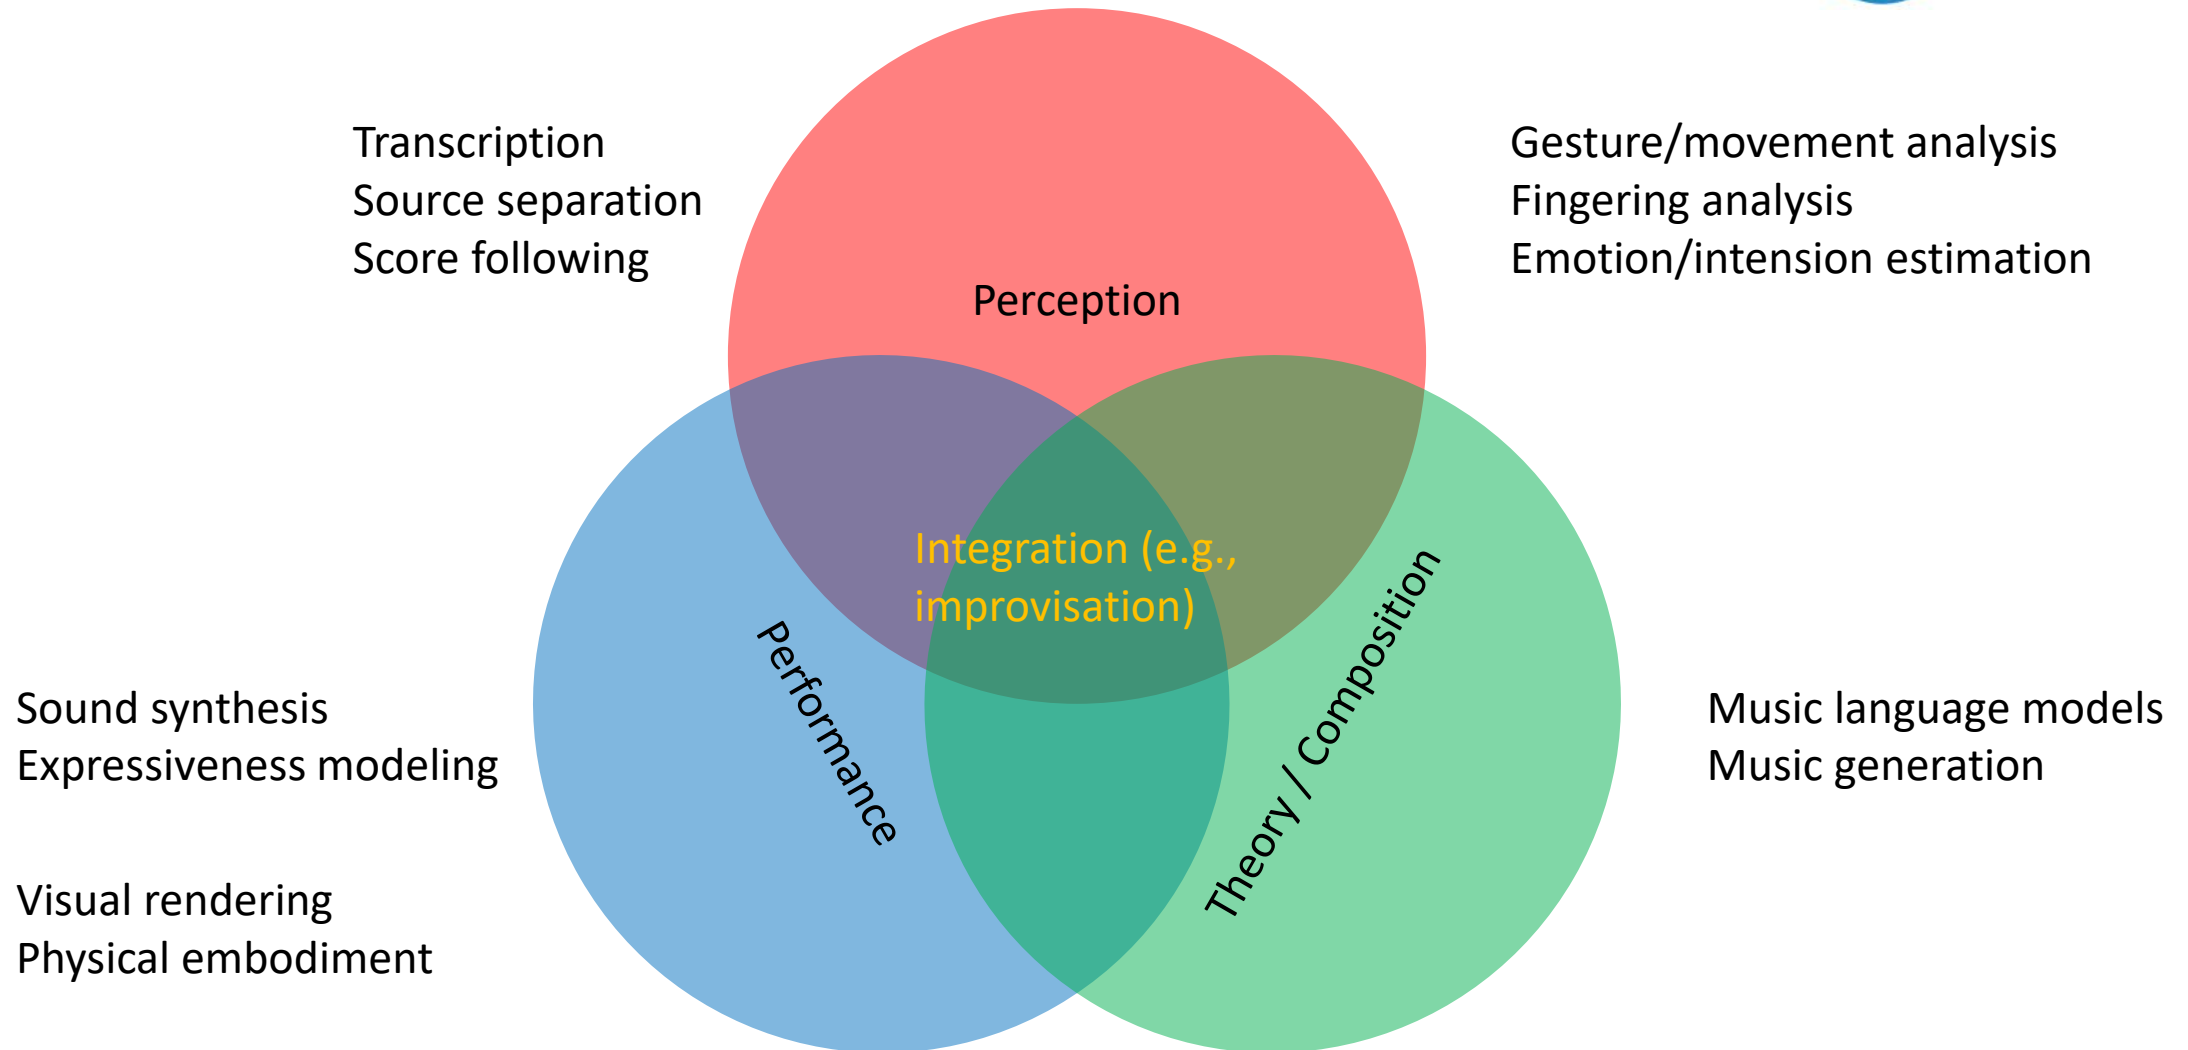 Transcription
Source separation
Score following
Gesture/movement analysis
Fingering analysis
Emotion/intension estimation
Perception
Integration (e.g.,
improvisation)
Performance
Theory / Composition
Sound synthesis
Expressiveness modeling
Visual rendering
Physical embodiment
Music language models
Music generation